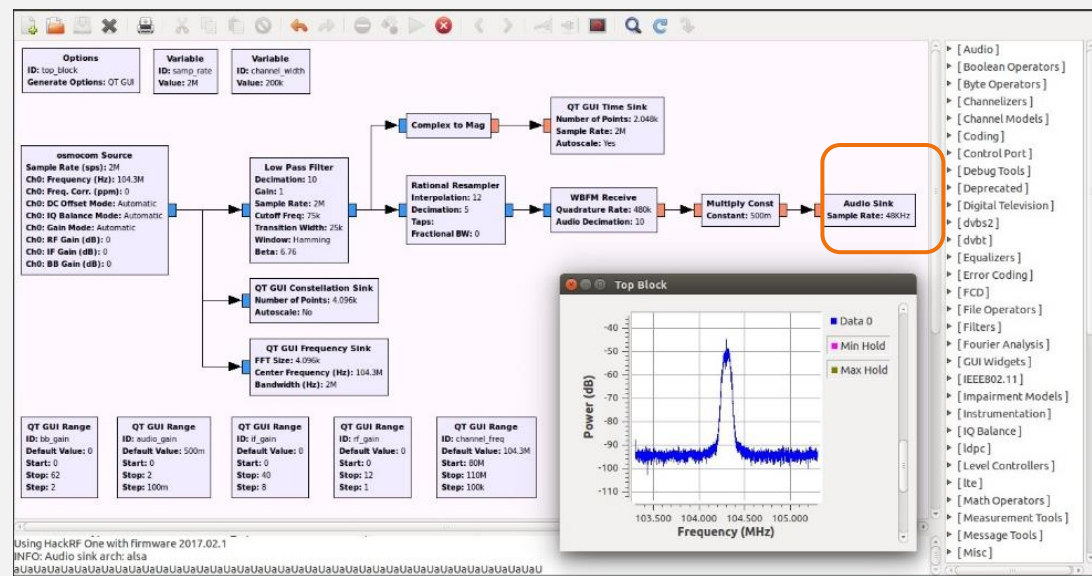 Options
ID: top_block
Generate Options: QT GUI
Variable
ID: samp_rate
Value: 2M
Variable
ID: channel_width
Value: 200k
osmocom Source
Sample Rate (sps): 2M
Ch0: Frequency (Hz): 104.3M
Ch0: Freq. Corr. (ppm): 0
Ch0: DC Offset Mode: Automatic
Ch0: IQ Balance Mode: Automatic
Ch0: Gain Mode: Automatic
Ch0: RF Gain (dB): 0
Ch0: IF Gain (dB): 0
Ch0: BB Gain (dB): 0
Low Pass Filter
Decimation: 10
Gain: 1
Sample Rate: 2M
Cutoff Freq: 75k
Transition Width: 25k
Window: Hamming
Beta: 6.76
Complex to Mag
QT GUI Time Sink
Number of Points: 2.048k
Sample Rate: 2M
Autoscale: Yes
Rational Resampler
Interpolation: 12
Decimation: 5
Taps:
Fractional BW: 0
WBFM Receive
Quadrature Rate: 480k
Audio Decimation: 10
Multiply Const
Constant: 500m
Audio Sink
Sample Rate: 48KHz
QT GUI Constellation Sink
Number of Points: 4.096k
Autoscale: No
QT GUI Frequency Sink
FFT Size: 4.096k
Center Frequency (Hz): 104.3M
Bandwidth (Hz): 2M
QT GUI Range
ID: bb_gain
Default Value: 0
Start: 0
Stop: 62
Step: 2
QT GUI Range
ID: audio_gain
Default Value: 500m
Start: 0
Stop: 2
Step: 100m
QT GUI Range
ID: if_gain
Default Value: 0
Start: 0
Stop: 40
Step: 8
QT GUI Range
ID: rf_gain
Default Value: 0
Start: 0
Stop: 12
Step: 1
QT GUI Range
ID: channel_freq
Default Value: 104.3M
Start: 80M
Stop: 110M
Step: 100k
Top Block
-40
-50
-60
-70
-80
-90
-100
-110
Power (dB)
103.500 104.000 104.500 105.000
Frequency (MHz)
Data 0
Min Hold
Max Hold
[ Audio ]
[ Boolean Operators ]
[ Byte Operators ]
[ Channelizers ]
[ Channel Models ]
[ Coding ]
[ Control Port ]
[ Debug Tools ]
[ Deprecated ]
[ Digital Television ]
[ dvbs2 ]
[ dvbt ]
[ Equalizers ]
[ Error Coding ]
[ FCD ]
[ File Operators ]
[ Filters ]
[ Fourier Analysis ]
[ GUI Widgets ]
[ IEEE802.11 ]
[ Impairment Models ]
[ Instrumentation ]
[ IQ Balance ]
[ ldpc ]
[ Level Controllers ]
[ lte ]
[ Math Operators ]
[ Measurement Tools ]
[ Message Tools ]
[ Misc ]
Using HackRF One with firmware 2017.02.1
INFO: Audio sink arch: alsa